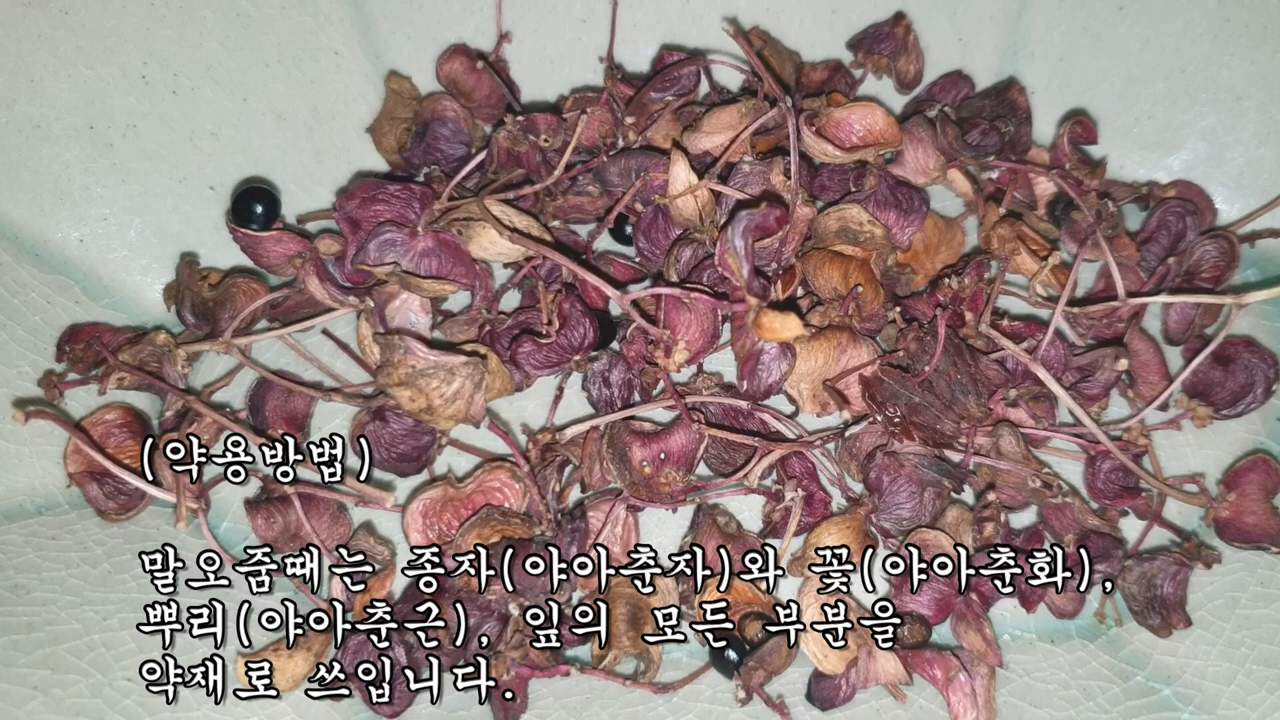 (약용방법)
말오줌때는 종자(야아춘자)와 꽃(야아춘화),
뿌리(야아춘근), 잎의 모든 부분을
약재로 쓰입니다.